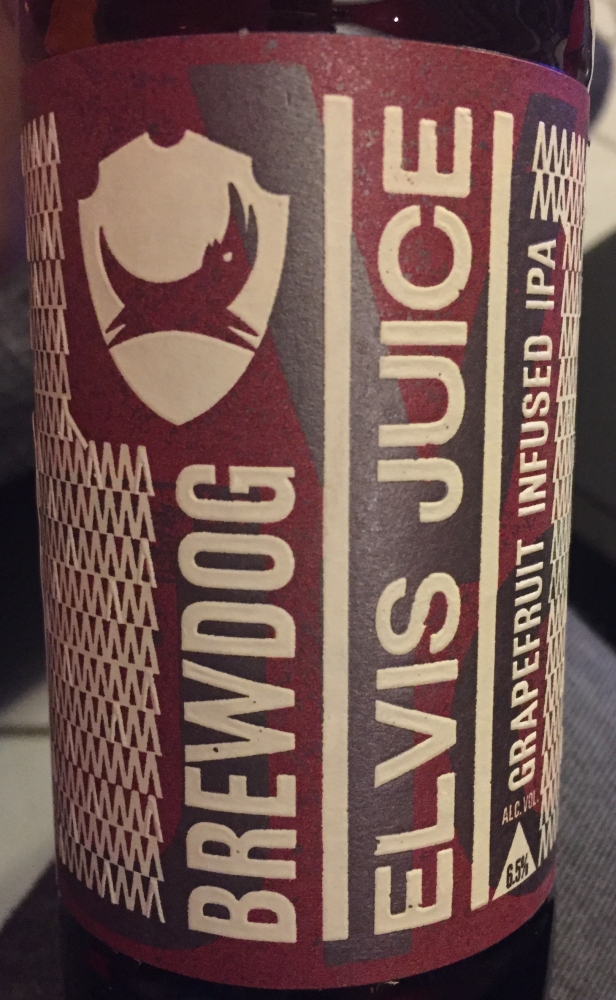 BREWDOG
ELVIS JUICE
GRAPEFRUIT INFUSED IPA
ALC. VOL.
6.5%